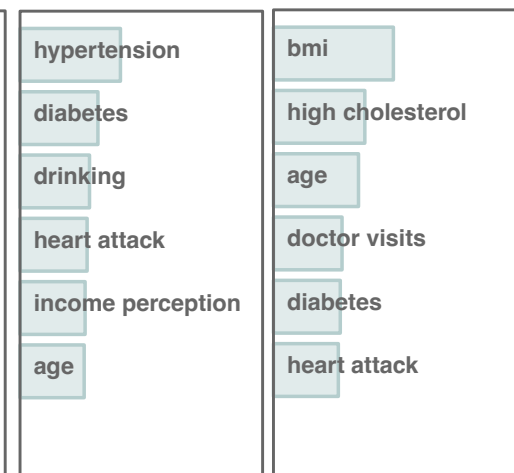 hypertension
diabetes
drinking
heart attack
income perception
age
bmi
high cholesterol
age
doctor visits
diabetes
heart attack